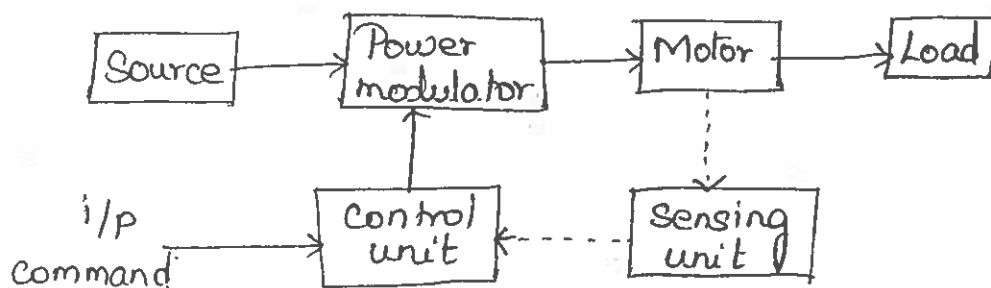 Source
Power
modulator
Motor
Load
i/p
command
control
unit
Sensing
unit